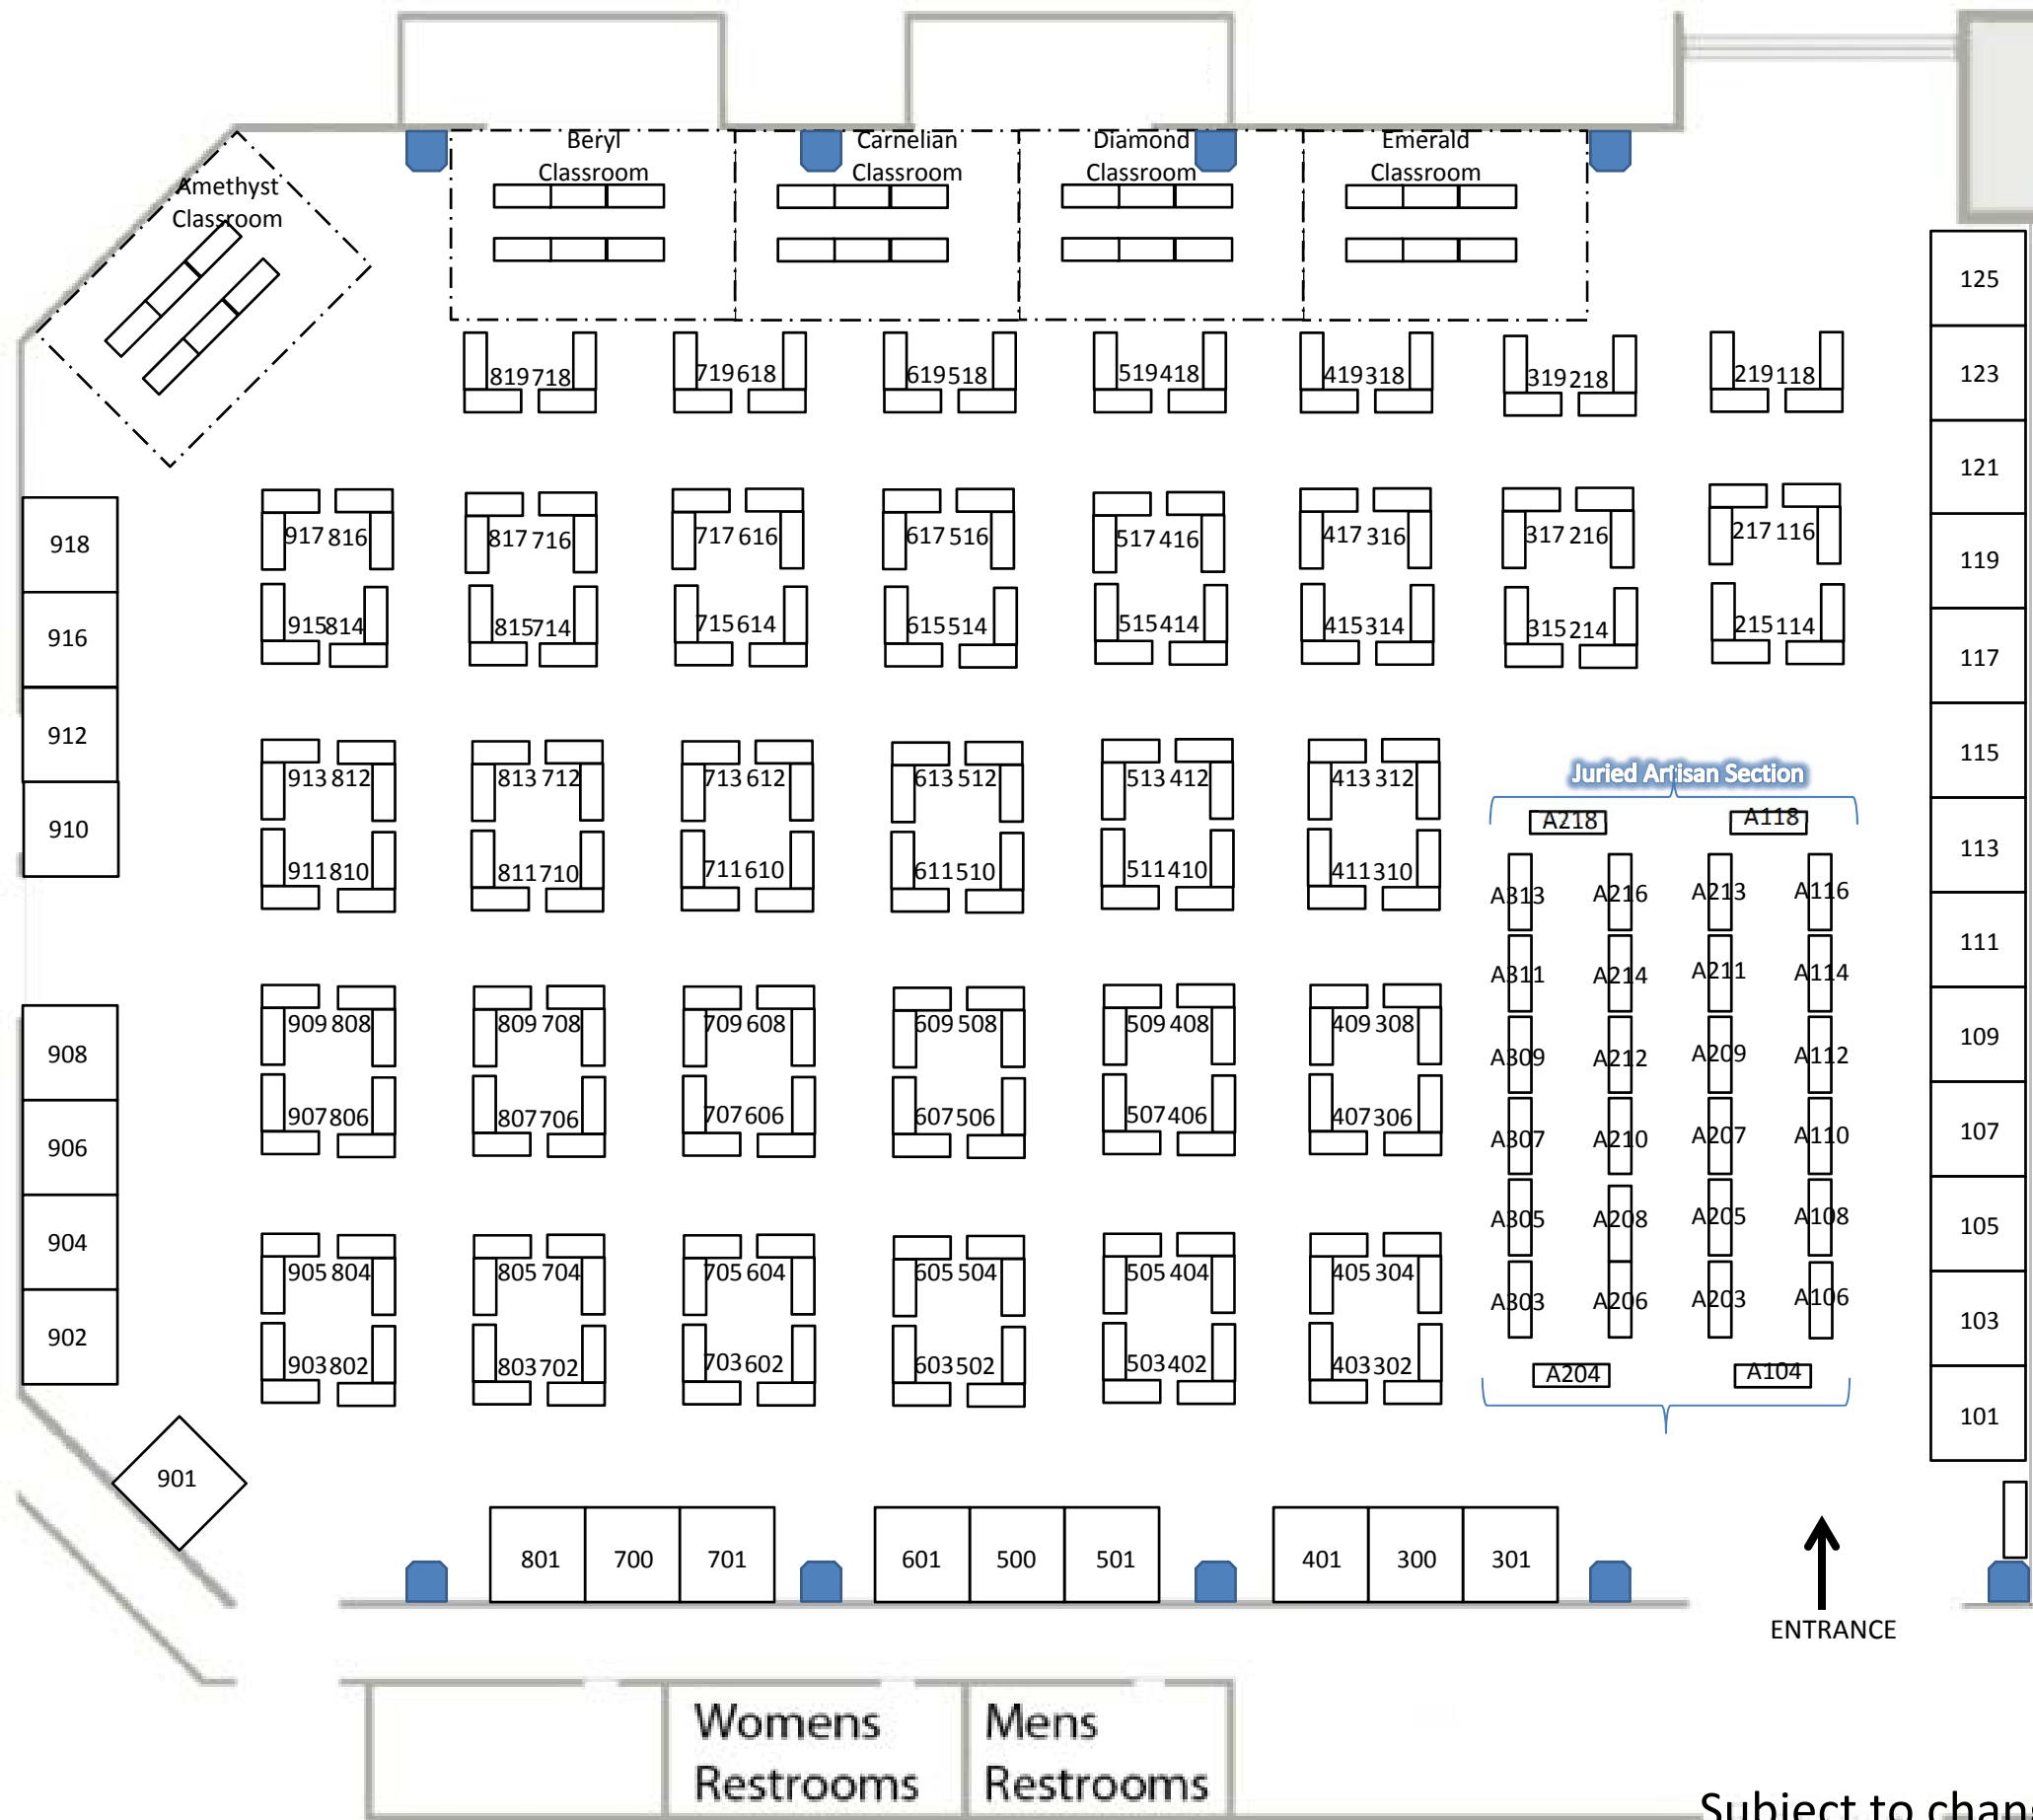 Beryl
Classroom
Carnelian
Classroom
Diamond
Classroom
Emerald
Classroom
Amethyst
Classroom
125
123
121
119
117
115
113
111
109
107
105
103
101
819 718 719 618 619 518 519 418 419 318 319 218 219 118
918
916
912
910
908
906
904
902
901
917 816 817 716 717 616 617 516 517 416 417 316 317 216 217 116
915 814 815 714 715 614 615 514 515 414 415 314 315 214 215 114
913 812 813 712 713 612 613 512 513 412 413 312
911 810 811 710 711 610 611 510 511 410 411 310
909 808 809 708 709 608 609 508 509 408 409 308
907 806 807 706 707 606 607 506 507 406 407 306
905 804 805 704 705 604 605 504 505 404 405 304
903 802 803 702 703 602 603 502 503 402 403 302
Juried Artisan Section
A218 A118
A313 A216 A213 A116
A311 A214 A211 A114
A309 A212 A209 A112
A307 A210 A207 A110
A305 A208 A205 A108
A303 A206 A203 A106
A204 A104
801 700 701 601 500 501 401 300 301
ENTRANCE
Womens
Restrooms
Mens
Restrooms
Subject to